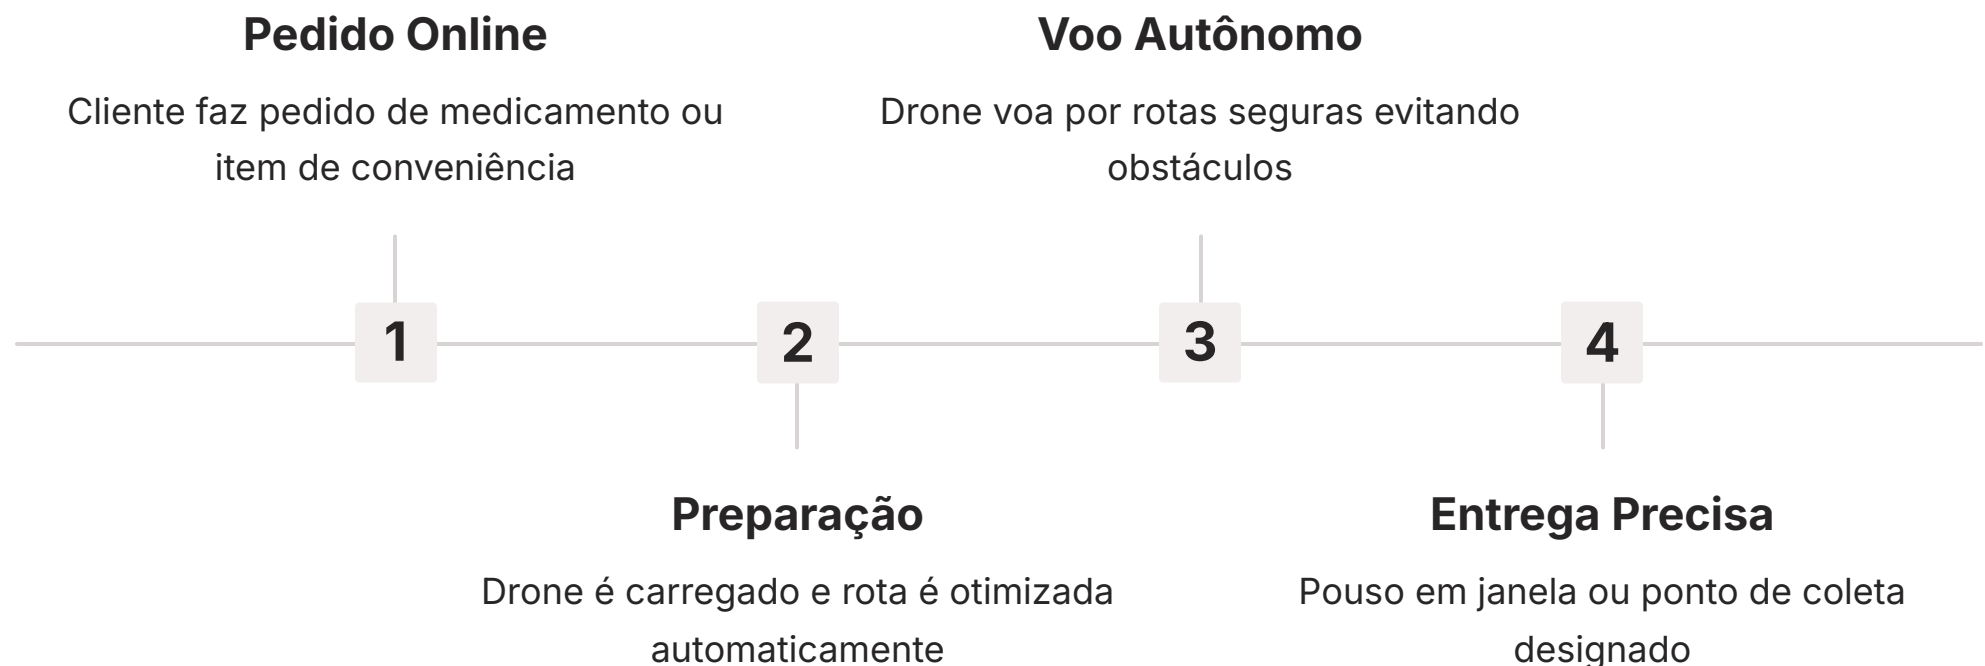 Pedido Online
Cliente faz pedido de medicamento ou
item de conveniência
Voo Autônomo
Drone voa por rotas seguras evitando
obstáculos
1
2
3
4
Preparação
Drone é carregado e rota é otimizada
automaticamente
Entrega Precisa
Pouso em janela ou ponto de coleta
designado